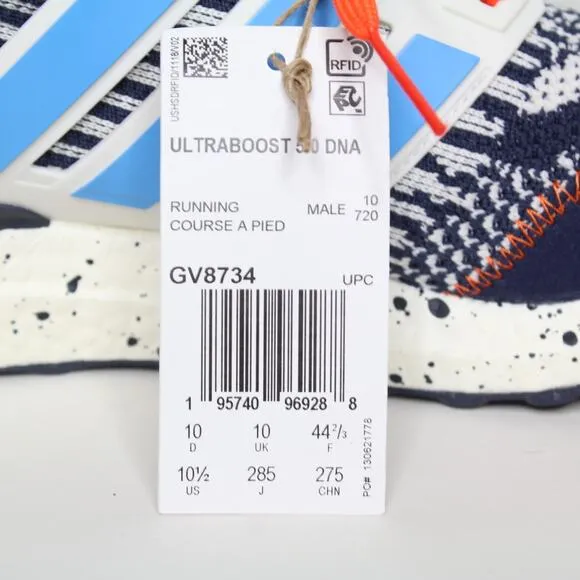 USHSDRFID/1118/V02
RFID
EPC
ULTRABOOST 5.0 DNA
RUNNING
COURSE A PIED
MALE 10
720
GV8734
UPC
1 95740 96928 8
10 10 44 2/3
D UK F
10½ 285 275
US J CHN
PO# 130621778